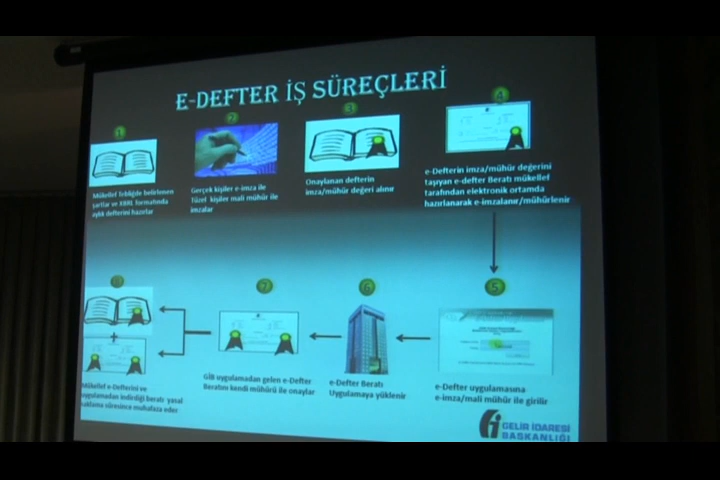 E-DEFTER İŞ SÜREÇLERİ
1
Mükellef Tebliğde belirlenen
şartlar ve XBRL formatında
aylık defterini hazırlar
2
Gerçek kişiler e-imza ile
Tüzel kişiler mali mühür ile
imzalar
3
Onaylanan defterin
imza/mühür değeri alınır
4
e-Defterin imza/mühür değerini
taşıyan e-defter Beratı mükellef
tarafından elektronik ortamda
hazırlanarak e-imzalanır/mühürlenir
5
e-Defter uygulamasına
e-imza/mali mühür ile girilir
6
e-Defter Beratı
Uygulamaya yüklenir
7
GİB uygulamadan gelen e-Defter
Beratını kendi mühürü ile onaylar
+
Mükellef e-Defterini ve
uygulamadan indirdiği beratı yasal
saklama süresince muhafaza eder
GELİR İDARESİ
BAŞKANLIĞI